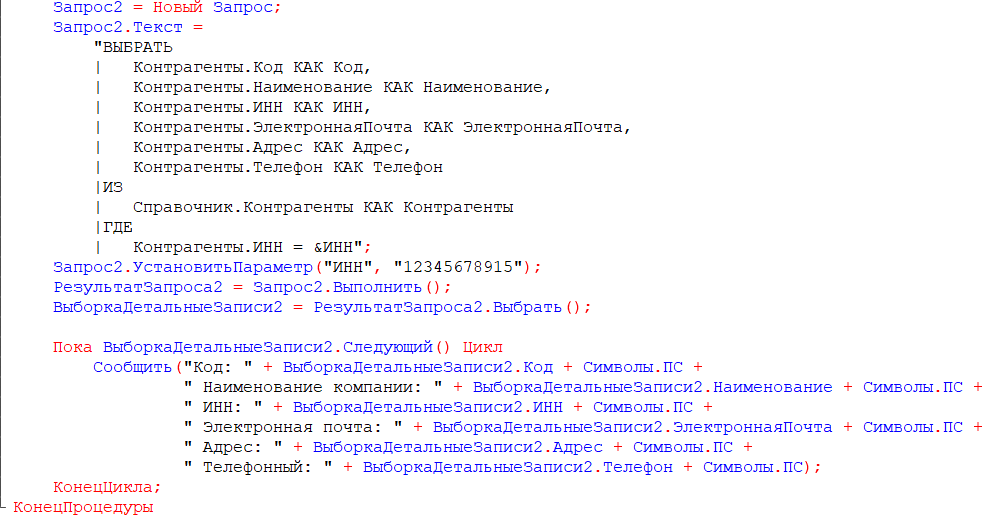 Запрос2 = Новый Запрос;
Запрос2.Текст =
"ВЫБРАТЬ
|   Контрагенты.Код КАК Код,
|   Контрагенты.Наименование КАК Наименование,
|   Контрагенты.ИНН КАК ИНН,
|   Контрагенты.ЭлектроннаяПочта КАК ЭлектроннаяПочта,
|   Контрагенты.Адрес КАК Адрес,
|   Контрагенты.Телефон КАК Телефон
|ИЗ
|   Справочник.Контрагенты КАК Контрагенты
|ГДЕ
|   Контрагенты.ИНН = &ИНН";
Запрос2.УстановитьПараметр("ИНН", "12345678915");
РезультатЗапроса2 = Запрос2.Выполнить();
ВыборкаДетальныеЗаписи2 = РезультатЗапроса2.Выбрать();
Пока ВыборкаДетальныеЗаписи2.Следующий() Цикл
Сообщить("Код: " + ВыборкаДетальныеЗаписи2.Код + Символы.ПС +
" Наименование компании: " + ВыборкаДетальныеЗаписи2.Наименование + Символы.ПС +
" ИНН: " + ВыборкаДетальныеЗаписи2.ИНН + Символы.ПС +
" Электронная почта: " + ВыборкаДетальныеЗаписи2.ЭлектроннаяПочта + Символы.ПС +
" Адрес: " + ВыборкаДетальныеЗаписи2.Адрес + Символы.ПС +
" Телефонный: " + ВыборкаДетальныеЗаписи2.Телефон + Символы.ПС);
КонецЦикла;
КонецПроцедуры